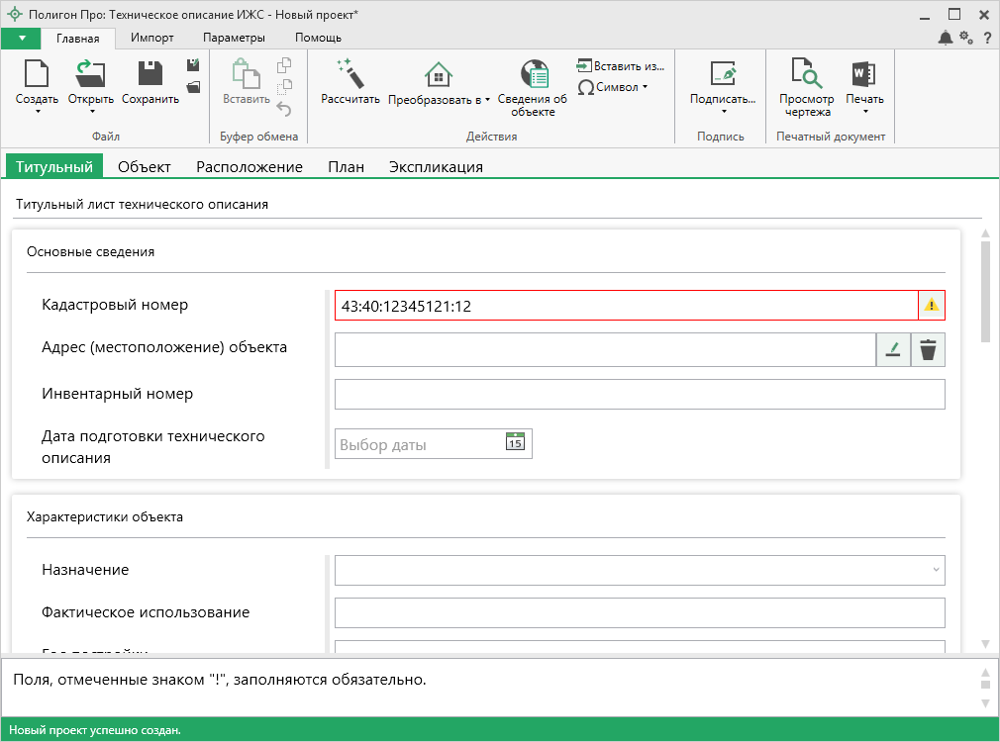 Полигон Про: Техническое описание ИЖС - Новый проект*
Главная
Импорт
Параметры
Помощь
?
Создать
Открыть
Сохранить
Файл
Вставить
Буфер обмена
Рассчитать
Преобразовать в
Сведения об
объекте
Вставить из...
Символ
Действия
Подписать...
Подпись
Просмотр
чертежа
Печать
Печатный документ
Титульный
Объект
Расположение
План
Экспликация
Титульный лист технического описания
Основные сведения
Кадастровый номер
43:40:12345121:12
Адрес (местоположение) объекта
Инвентарный номер
Дата подготовки технического
описания
Выбор даты
15
Характеристики объекта
Назначение
Фактическое использование
Год постройки
Поля, отмеченные знаком "!", заполняются обязательно.
Новый проект успешно создан.